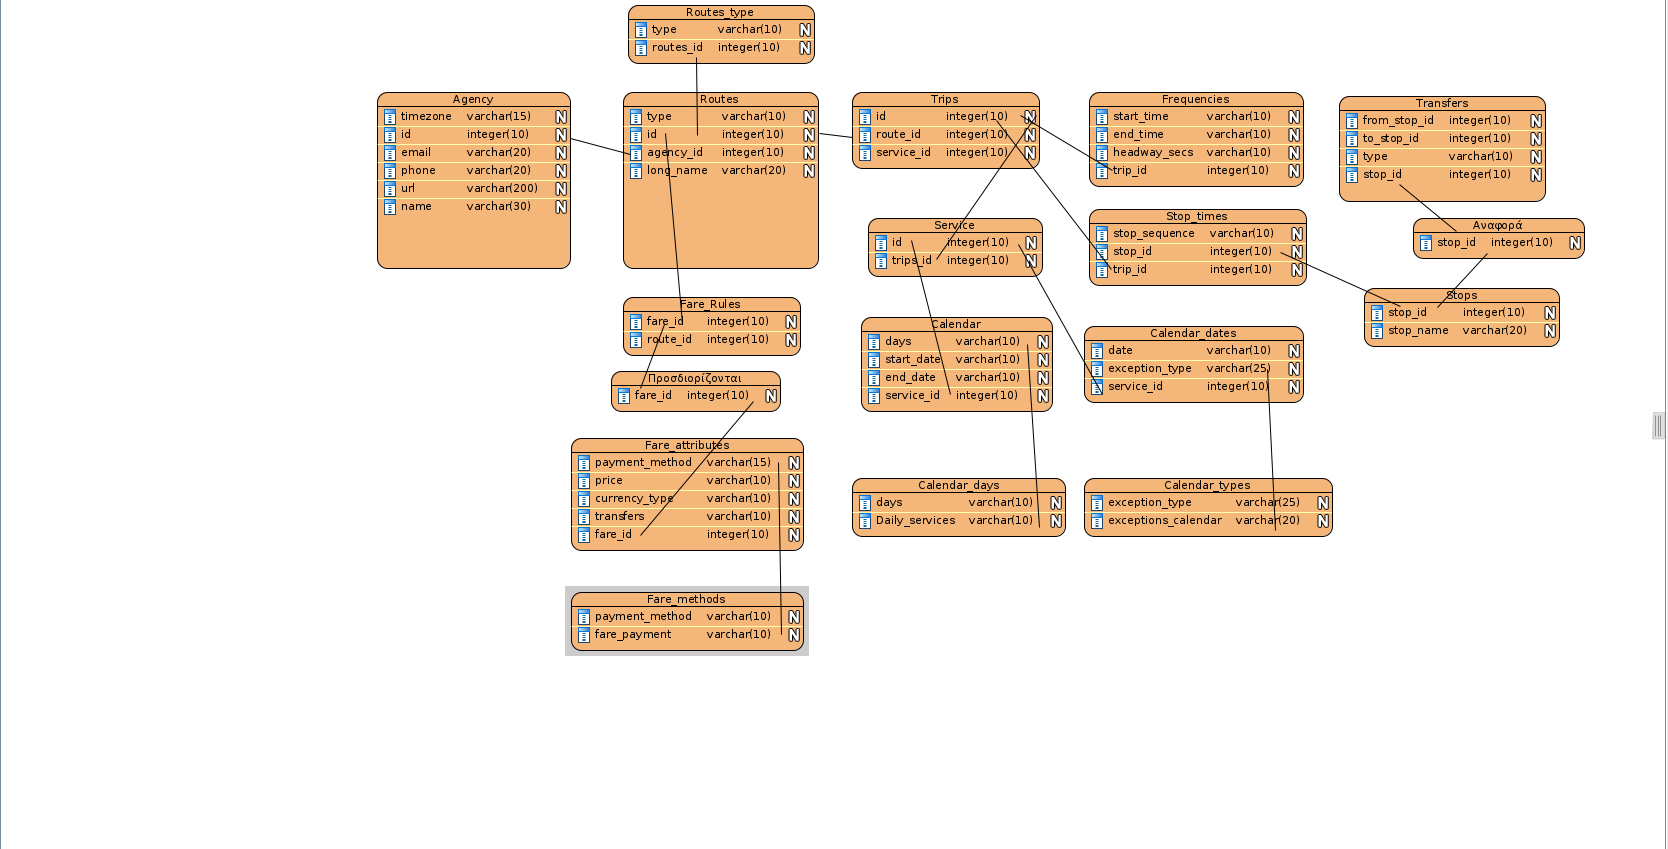 Routes_type
type varchar(10) N
routes_id integer(10) N
Agency
timezone varchar(15) N
id integer(10) N
email varchar(20) N
phone varchar(20) N
url varchar(200) N
name varchar(30) N
Routes
type varchar(10) N
id integer(10) N
agency_id integer(10) N
long_name varchar(20) N
Trips
id integer(10) N
route_id integer(10) N
service_id integer(10) N
Frequencies
start_time varchar(10) N
end_time varchar(10) N
headway_secs varchar(10) N
trip_id integer(10) N
Transfers
from_stop_id integer(10) N
to_stop_id integer(10) N
type varchar(10) N
stop_id integer(10) N
Service
id integer(10) N
trips_id integer(10) N
Stop_times
stop_sequence varchar(10) N
stop_id integer(10) N
trip_id integer(10) N
Αναφορά
stop_id integer(10) N
Stops
stop_id integer(10) N
stop_name varchar(20) N
Fare_Rules
fare_id integer(10) N
route_id integer(10) N
Calendar
days varchar(10) N
start_date varchar(10) N
end_date varchar(10) N
service_id integer(10) N
Calendar_dates
date varchar(10) N
exception_type varchar(25) N
service_id integer(10) N
Προσδιορίζονται
fare_id integer(10) N
Fare_attributes
payment_method varchar(15) N
price varchar(10) N
currency_type varchar(10) N
transfers varchar(10) N
fare_id integer(10) N
Calendar_days
days varchar(10) N
Daily_services varchar(10) N
Calendar_types
exception_type varchar(25) N
exceptions_calendar varchar(20) N
Fare_methods
payment_method varchar(10) N
fare_payment varchar(10) N